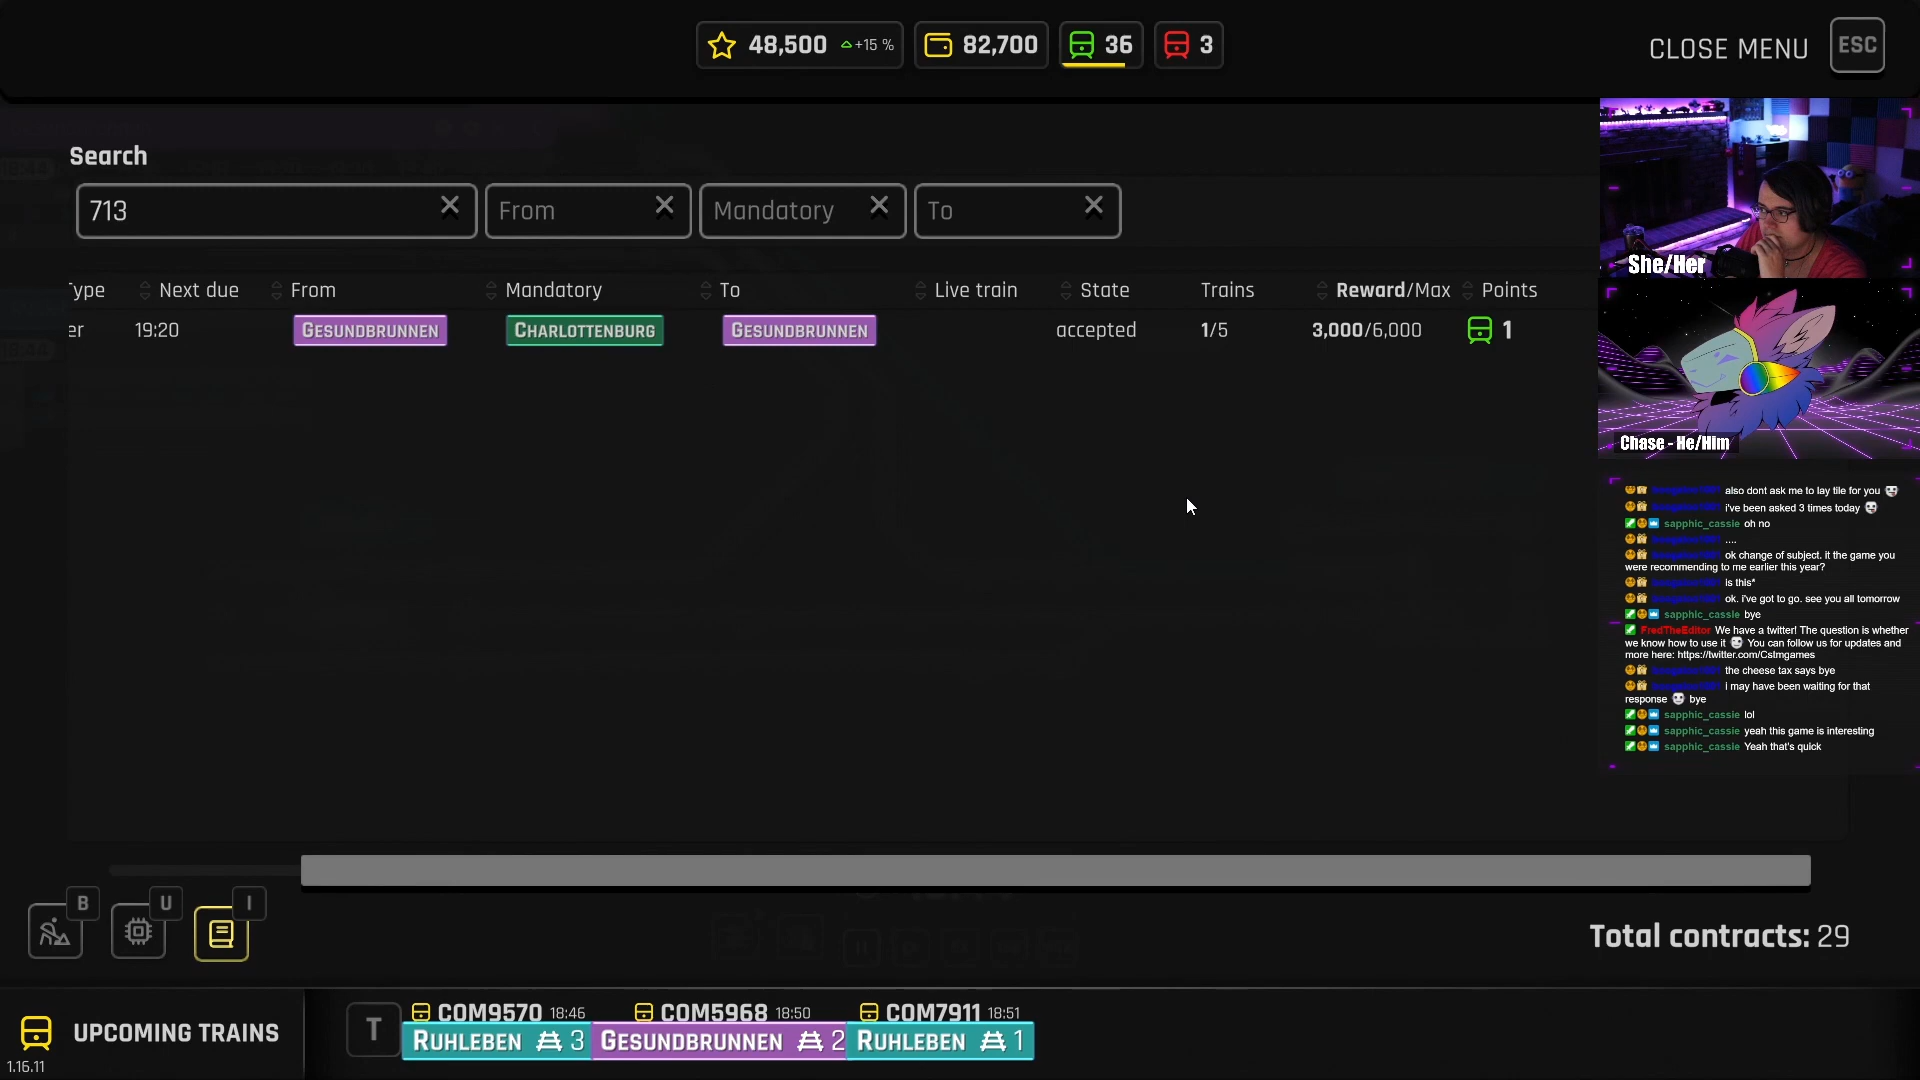 48,500 +15 % 82,700 36 3
CLOSE MENU ESC
Search
713 From Mandatory To
Type Next due From Mandatory To Live train State Trains Reward/Max Points
er 19:20 GESUNDBRUNNEN CHARLOTTENBURG GESUNDBRUNNEN accepted 1/5 3,000/6,000 1
She/Her
Chase - He/Him
also dont ask me to lay tile for you
i've been asked 3 times today
sapphic_cassie oh no
....
ok change of subject. it the game you
were recommending to me earlier this year?
is this*
ok. i've got to go. see you all tomorrow
sapphic_cassie bye
FredTheEditor We have a twitter! The question is whether
we know how to use it You can follow us for updates and
more here: https://twitter.com/Cstmgames
the cheese tax says bye
i may have been waiting for that
response bye
sapphic_cassie lol
sapphic_cassie yeah this game is interesting
sapphic_cassie Yeah that's quick
B U I
Total contracts: 29
UPCOMING TRAINS
T
COM9570 18:46 COM5968 18:50 COM7911 18:51
RUHLEBEN 3 GESUNDBRUNNEN 2 RUHLEBEN 1
1.16.11